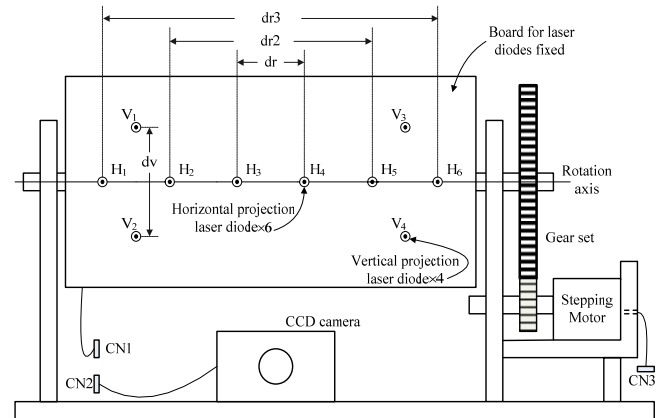 dr3
dr2
dr
Board for laser
diodes fixed
V1
V3
dv
H1
H2
H3
H4
H5
H6
Rotation
axis
Horizontal projection
laser diode×6
V2
V4
Gear set
Vertical projection
laser diode×4
Stepping
Motor
CCD camera
CN1
CN2
CN3